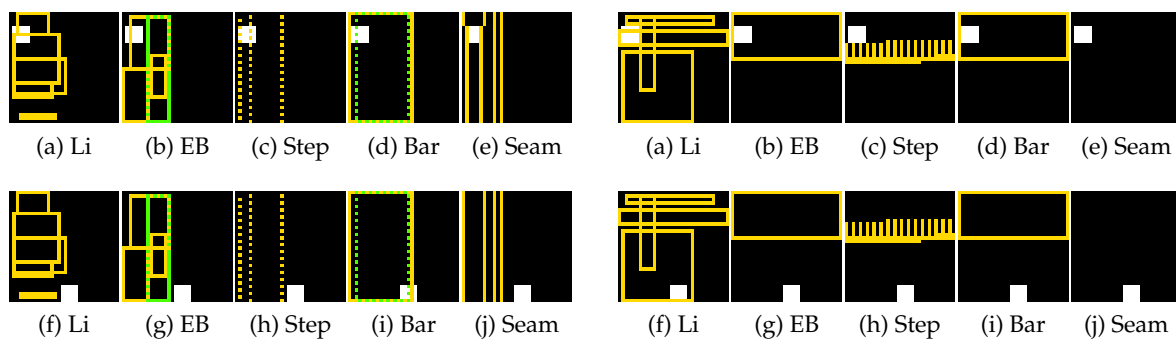 (a) Li (b) EB (c) Step (d) Bar (e) Seam (a) Li (b) EB (c) Step (d) Bar (e) Seam
(f) Li (g) EB (h) Step (i) Bar (j) Seam (f) Li (g) EB (h) Step (i) Bar (j) Seam